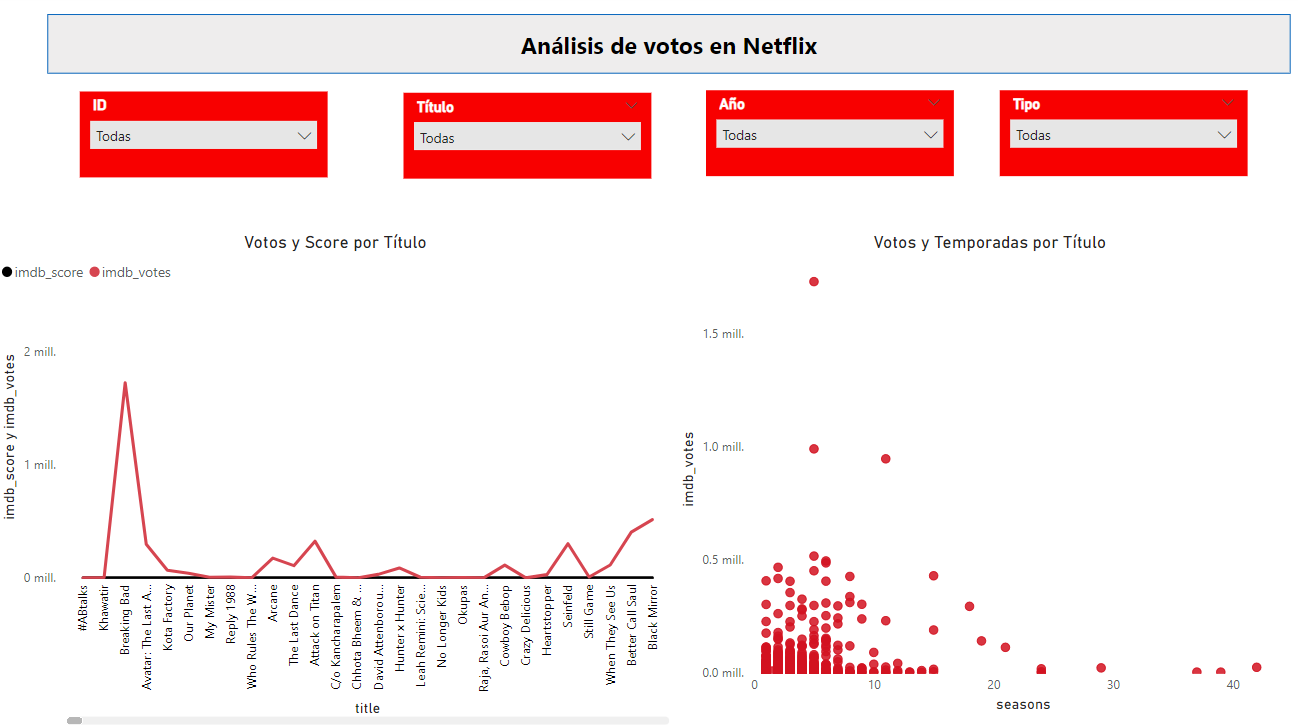 Análisis de votos en Netflix
ID
Todas
Título
Todas
Año
Todas
Tipo
Todas
Votos y Score por Título
imdb_score imdb_votes
imdb_score y imdb_votes
2 mill.
1 mill.
0 mill.
#ABtalks
Khawatir
Breaking Bad
Avatar: The Last A...
Kota Factory
Our Planet
My Mister
Reply 1988
Who Rules The W...
Arcane
The Last Dance
Attack on Titan
C/o Kancharapalem
Chhota Bheem & ...
David Attenborou...
Hunter x Hunter
Leah Remini: Scie...
No Longer Kids
Okupas
Raja, Rasoi Aur An...
Cowboy Bebop
Crazy Delicious
Heartstopper
Seinfeld
Still Game
When They See Us
Better Call Saul
Black Mirror
title
Votos y Temporadas por Título
imdb_votes
1.5 mill.
1.0 mill.
0.5 mill.
0.0 mill.
0 10 20 30 40
seasons